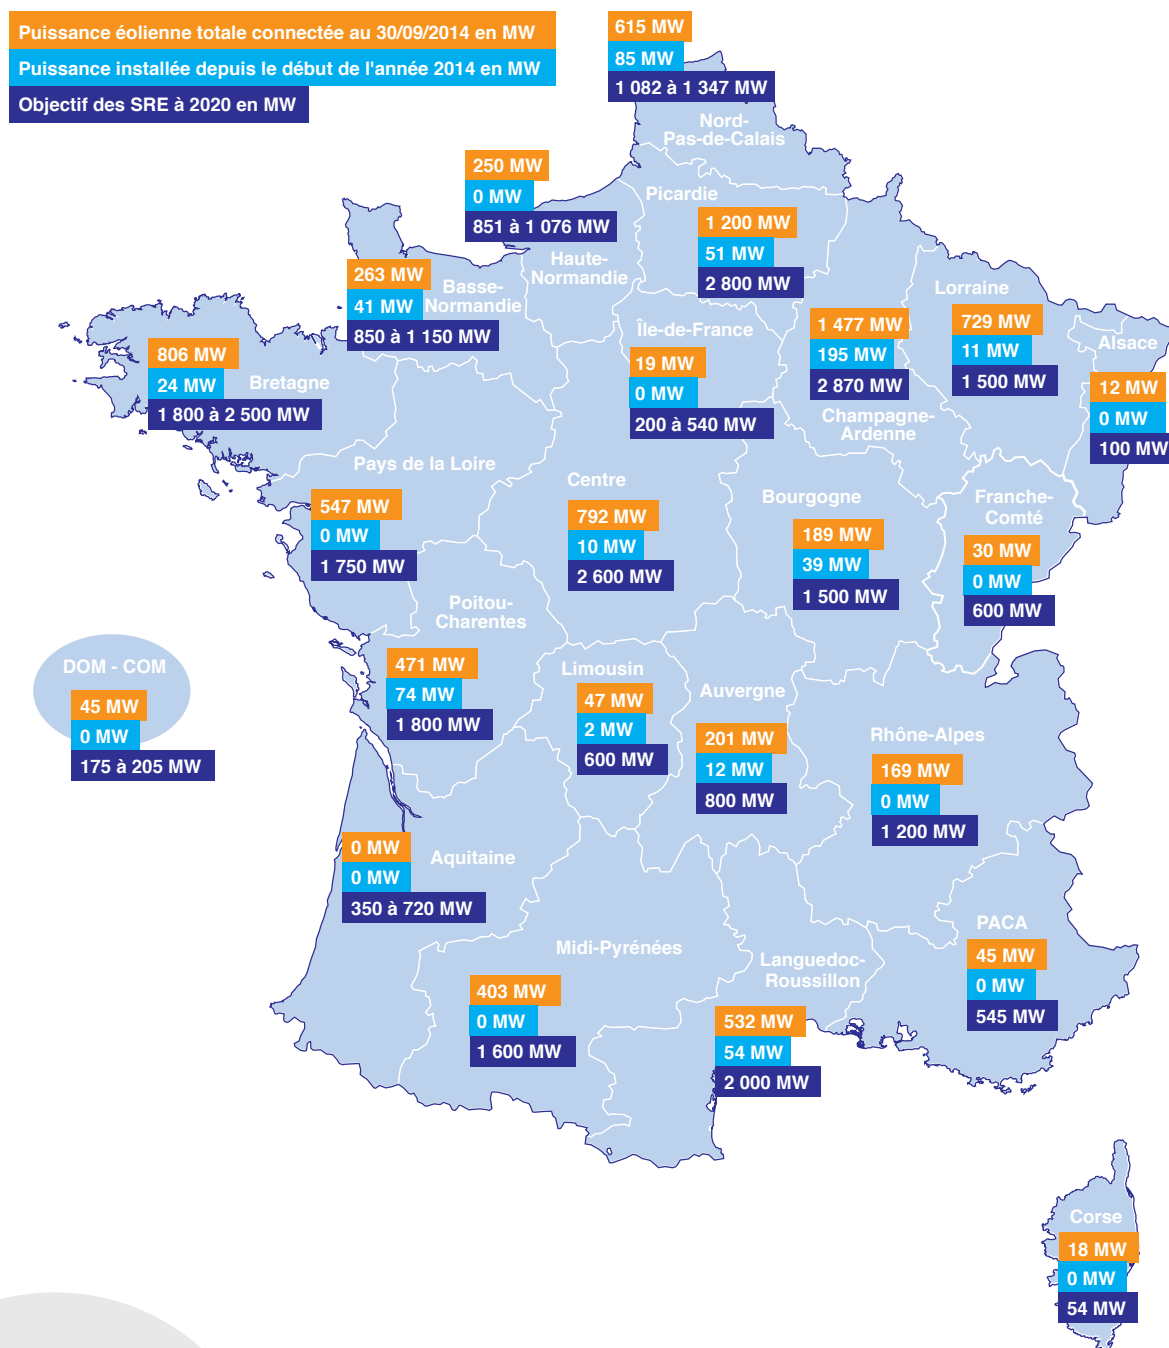 Puissance éolienne totale connectée au 30/09/2014 en MW
Puissance installée depuis le début de l'année 2014 en MW
Objectif des SRE à 2020 en MW
615 MW
85 MW
1 082 à 1 347 MW
Nord-
Pas-de-Calais
250 MW
0 MW
851 à 1 076 MW
Haute-
Normandie
Picardie
1 200 MW
51 MW
2 800 MW
263 MW
41 MW
850 à 1 150 MW
Basse-
Normandie
Île-de-France
19 MW
0 MW
200 à 540 MW
1 477 MW
195 MW
2 870 MW
Champagne-
Ardenne
Lorraine
729 MW
11 MW
1 500 MW
Alsace
12 MW
0 MW
100 MW
806 MW
24 MW
1 800 à 2 500 MW
Bretagne
Pays de la Loire
547 MW
0 MW
1 750 MW
Centre
792 MW
10 MW
2 600 MW
Bourgogne
189 MW
39 MW
1 500 MW
Franche-
Comté
30 MW
0 MW
600 MW
Poitou-
Charentes
471 MW
74 MW
1 800 MW
DOM - COM
45 MW
0 MW
175 à 205 MW
Limousin
47 MW
2 MW
600 MW
Auvergne
201 MW
12 MW
800 MW
Rhône-Alpes
169 MW
0 MW
1 200 MW
Aquitaine
0 MW
0 MW
350 à 720 MW
Midi-Pyrénées
403 MW
0 MW
1 600 MW
Languedoc-
Roussillon
532 MW
54 MW
2 000 MW
PACA
45 MW
0 MW
545 MW
Corse
18 MW
0 MW
54 MW